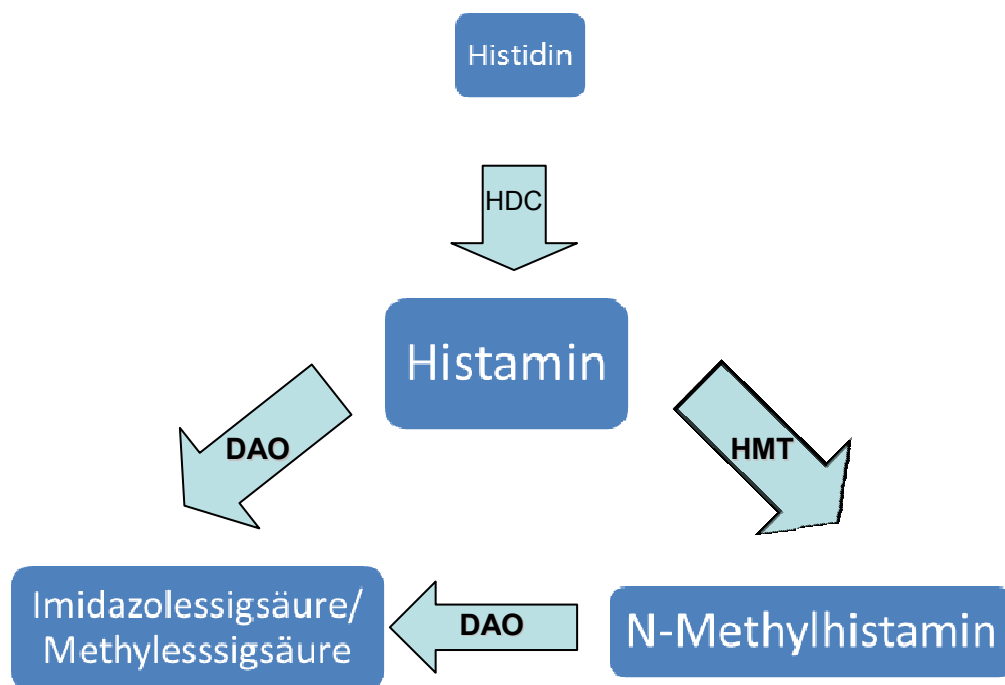 Histidin
HDC
Histamin
DAO
HMT
Imidazolessigsäure/
Methylesssigsäure
DAO
N-Methylhistamin